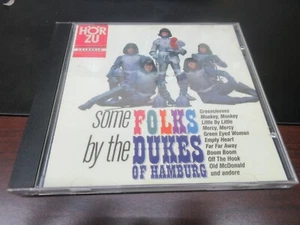 HÖR
ZU
some FOLKS
by the DUKES
OF HAMBURG
Greensleeves
Monkey, Monkey
Little By Little
Mercy, Mercy
Green Eyed Woman
Empty Heart
Far Far Away
Boom Boom
Off The Hook
Old McDonald
und andere